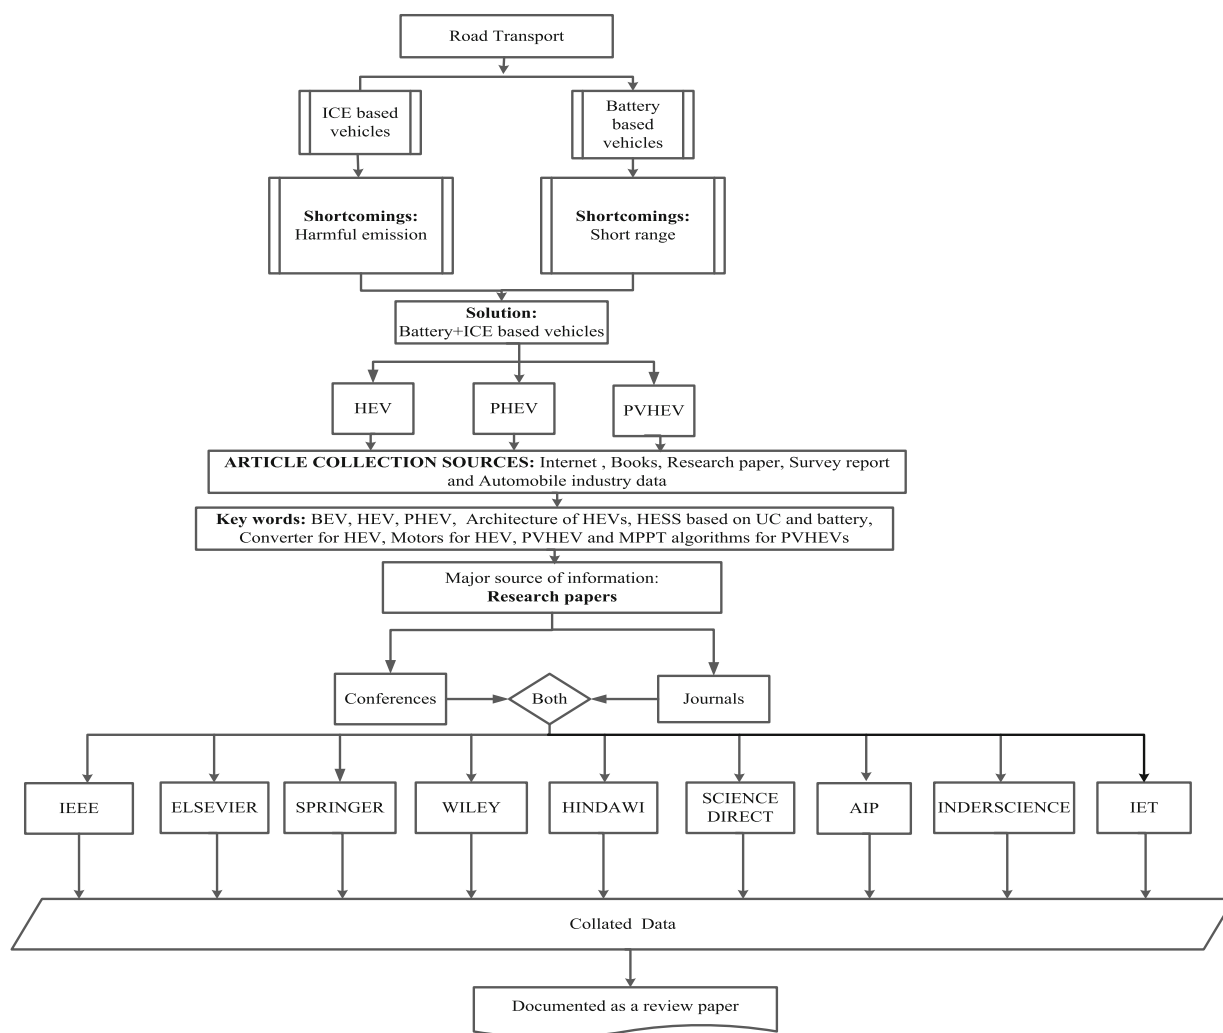 Road Transport
ICE based
vehicles
Battery
based
vehicles
Shortcomings:
Harmful emission
Shortcomings:
Short range
Solution:
Battery+ICE based vehicles
HEV
PHEV
PVHEV
ARTICLE COLLECTION SOURCES: Internet , Books, Research paper, Survey report
and Automobile industry data
Key words: BEV, HEV, PHEV, Architecture of HEVs, HESS based on UC and battery,
Converter for HEV, Motors for HEV, PVHEV and MPPT algorithms for PVHEVs
Major source of information:
Research papers
Conferences
Both
Journals
IEEE
ELSEVIER
SPRINGER
WILEY
HINDAWI
SCIENCE
DIRECT
AIP
INDERSCIENCE
IET
Collated Data
Documented as a review paper